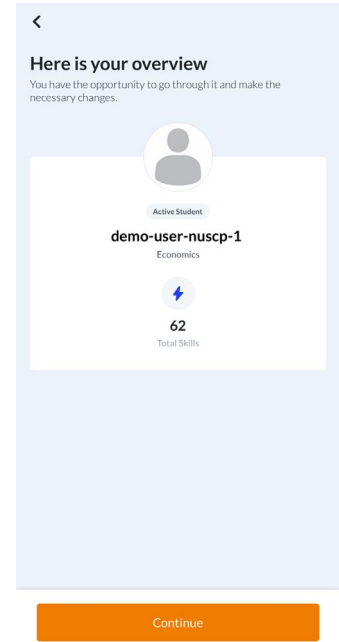 Here is your overview
You have the opportunity to go through it and make the
necessary changes.
Active Student
demo-user-nuscp-1
Economics
62
Total Skills
Continue